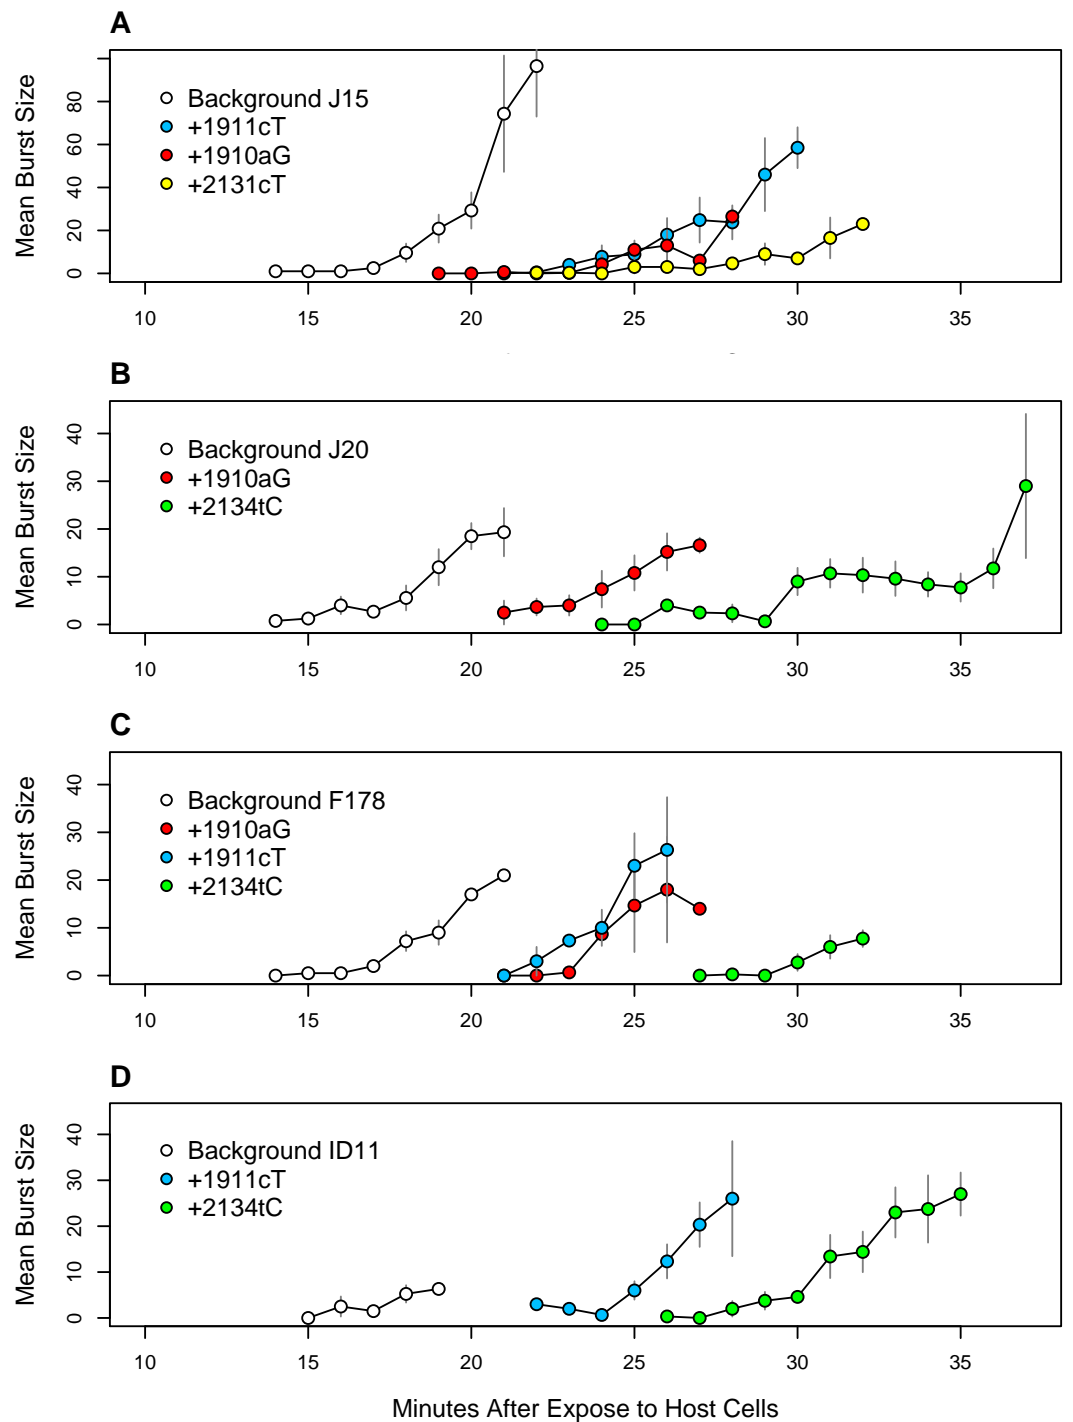 A
Mean Burst Size
0 20 40 60 80
Background J15
+1911cT
+1910aG
+2131cT
10 15 20 25 30 35
B
Mean Burst Size
0 10 20 30 40
Background J20
+1910aG
+2134tC
10 15 20 25 30 35
C
Mean Burst Size
0 10 20 30 40
Background F178
+1910aG
+1911cT
+2134tC
10 15 20 25 30 35
D
Mean Burst Size
0 10 20 30 40
Background ID11
+1911cT
+2134tC
10 15 20 25 30 35
Minutes After Expose to Host Cells